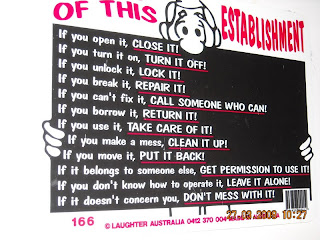 OF THIS
ESTABLISHMENT
If you open it, CLOSE IT!
If you turn it on, TURN IT OFF!
If you unlock it, LOCK IT!
If you break it, REPAIR IT!
If you can't fix it, CALL SOMEONE WHO CAN!
If you borrow it, RETURN IT!
If you use it, TAKE CARE OF IT!
If you make a mess, CLEAN IT UP!
If you move it, PUT IT BACK!
If it belongs to someone else, GET PERMISSION TO USE IT!
If you don't know how to operate it, LEAVE IT ALONE!
If it doesn't concern you, DON'T MESS WITH IT!
166
© LAUGHTER AUSTRALIA 0412 370 004
10:27